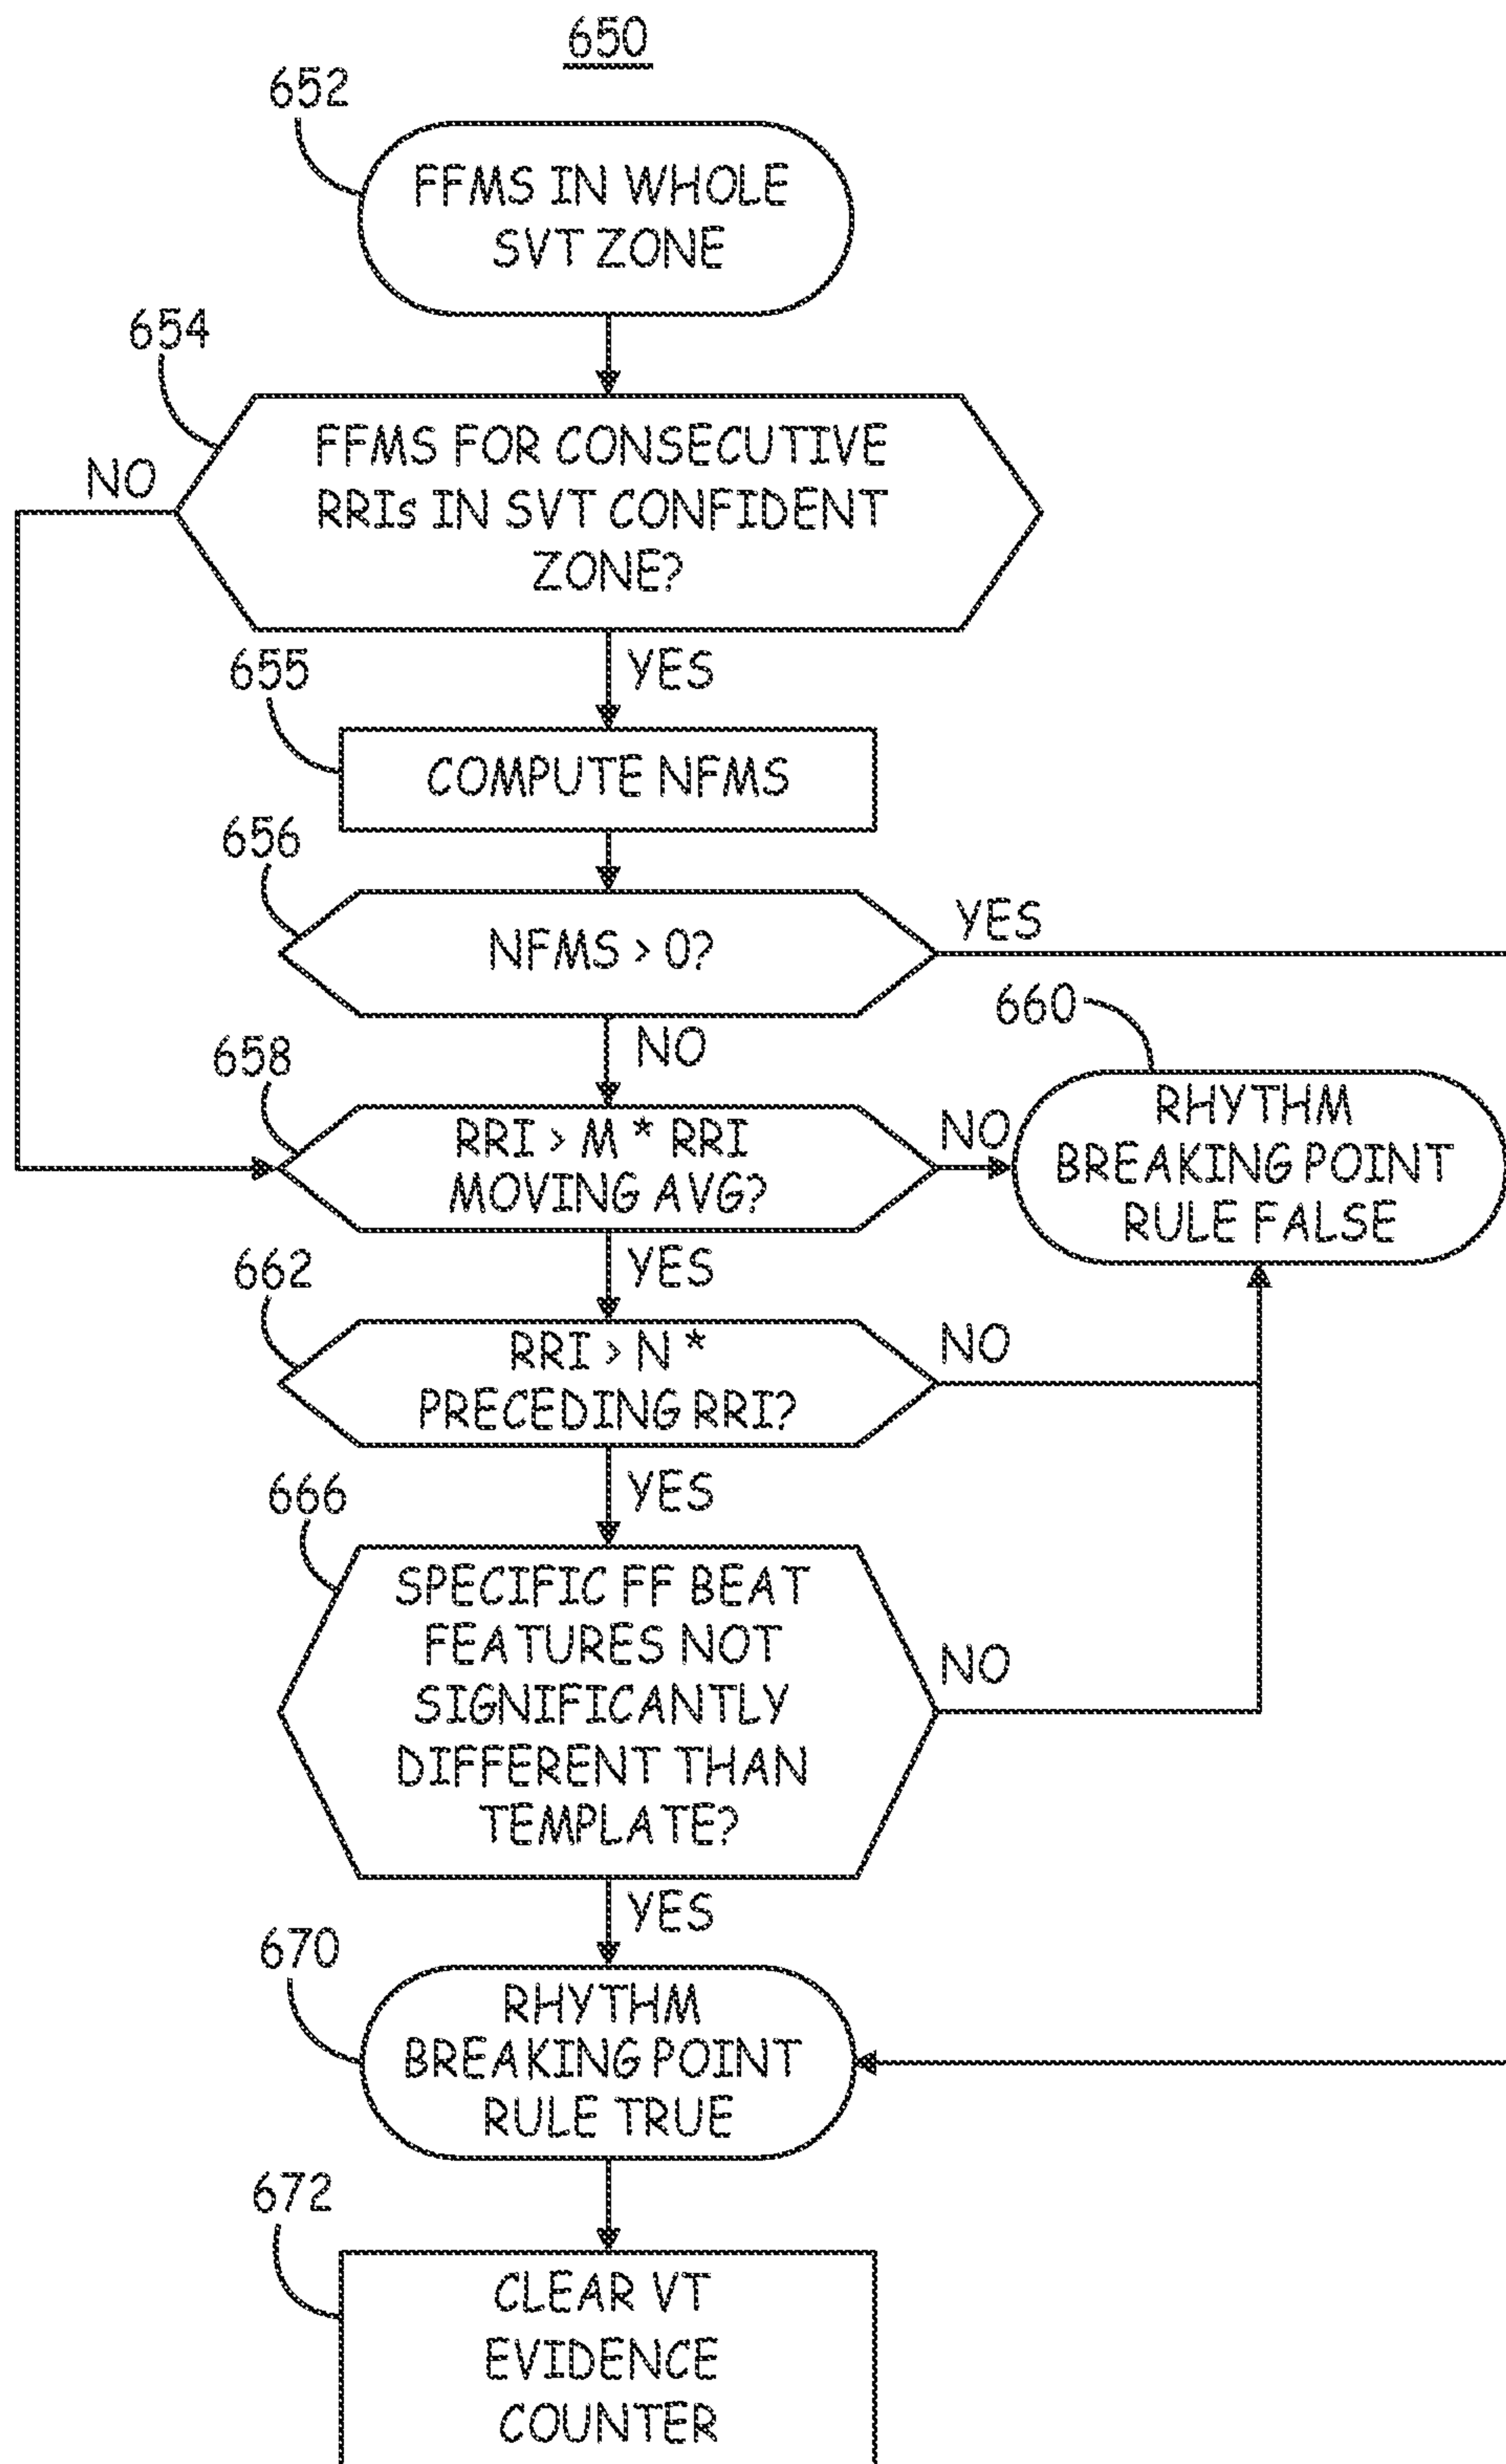 650
652
FFMS IN WHOLE
SVT ZONE
654
NO
FFMS FOR CONSECUTIVE
RRIs IN SVT CONFIDENT
ZONE?
YES
655
COMPUTE NFMS
656
NFMS > 0?
YES
NO
660
RHYTHM
BREAKING POINT
RULE FALSE
658
RRI > M * RRI
MOVING AVG?
NO
YES
662
RRI > N *
PRECEDING RRI?
NO
YES
666
SPECIFIC FF BEAT
FEATURES NOT
SIGNIFICANTLY
DIFFERENT THAN
TEMPLATE?
NO
YES
670
RHYTHM
BREAKING POINT
RULE TRUE
672
CLEAR VT
EVIDENCE
COUNTER